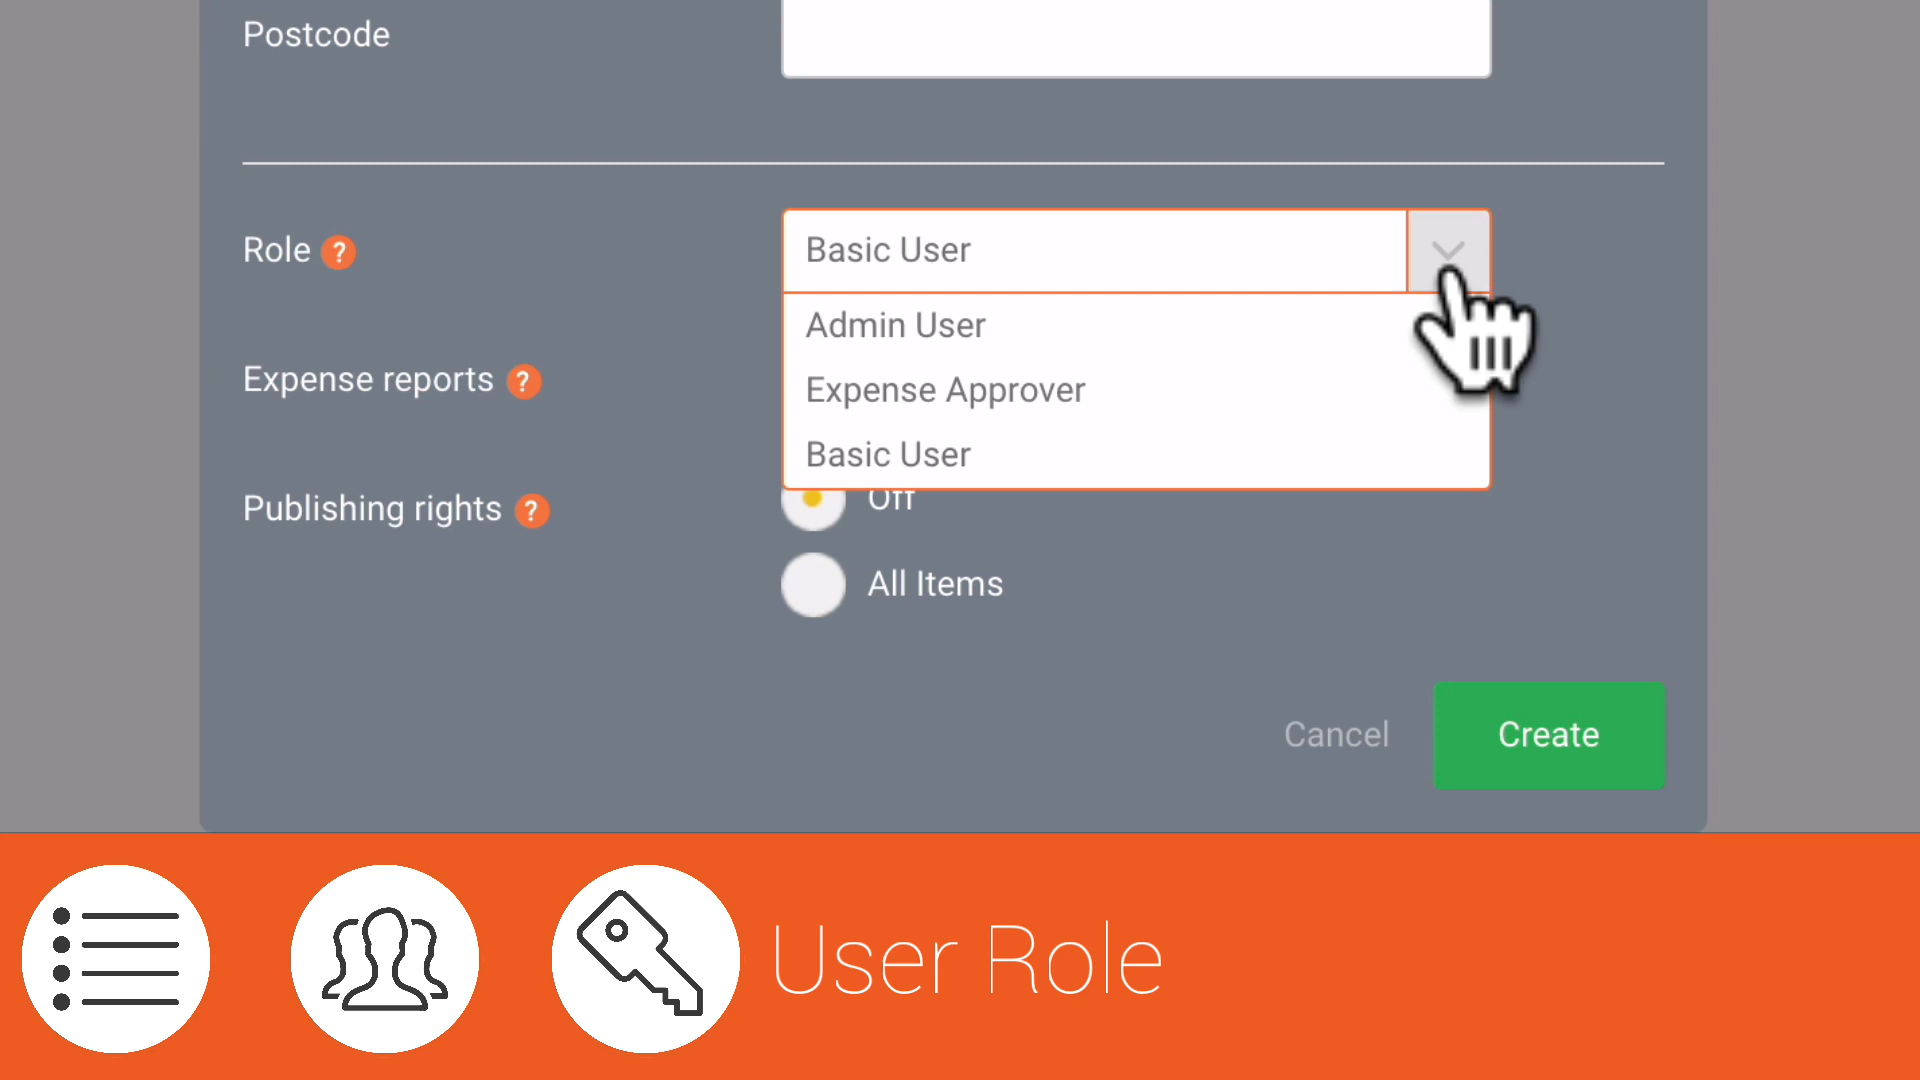 Postcode
Role ?
Basic User
Admin User
Expense reports ?
Expense Approver
Basic User
Publishing rights ?
Off
All Items
Cancel
Create
User Role